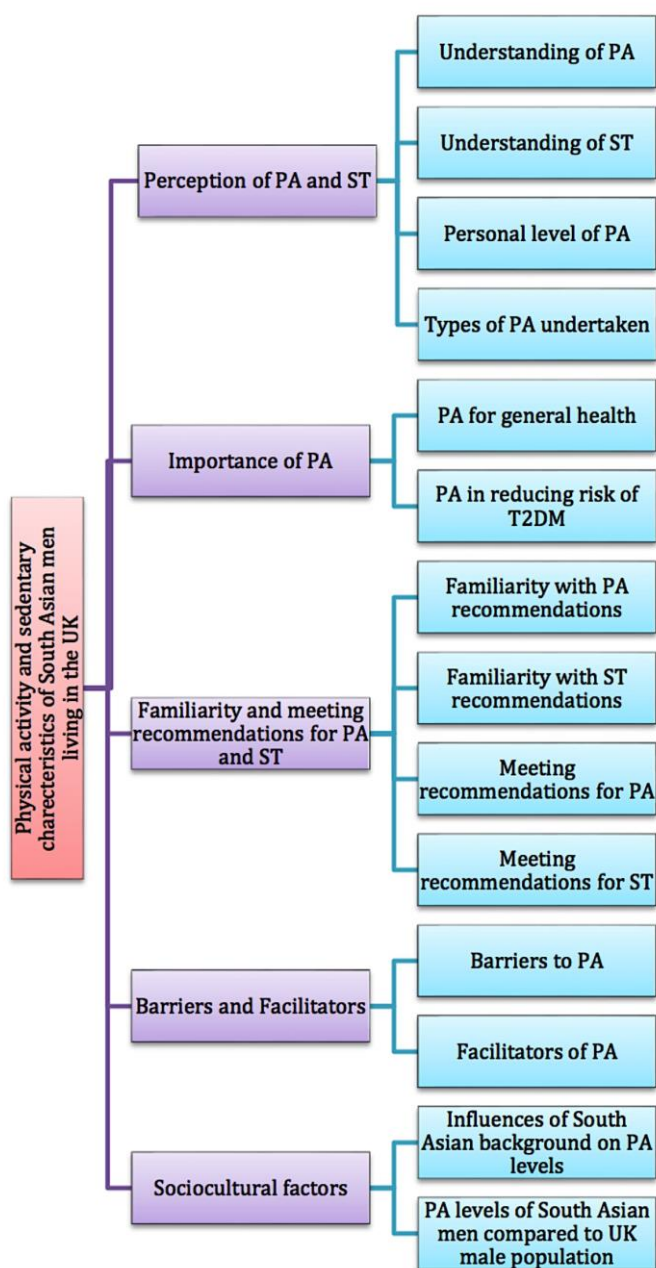 Physical activity and sedentary
charecteristics of South Asian men
living in the UK
Perception of PA and ST
Understanding of PA
Understanding of ST
Personal level of PA
Types of PA undertaken
Importance of PA
PA for general health
PA in reducing risk of
T2DM
Familiarity and meeting
recommendations for PA
and ST
Familiarity with PA
recommendations
Familiarity with ST
recommendations
Meeting
recommendations for PA
Meeting
recommendations for ST
Barriers and Facilitators
Barriers to PA
Facilitators of PA
Sociocultural factors
Influences of South
Asian background on PA
levels
PA levels of South Asian
men compared to UK
male population